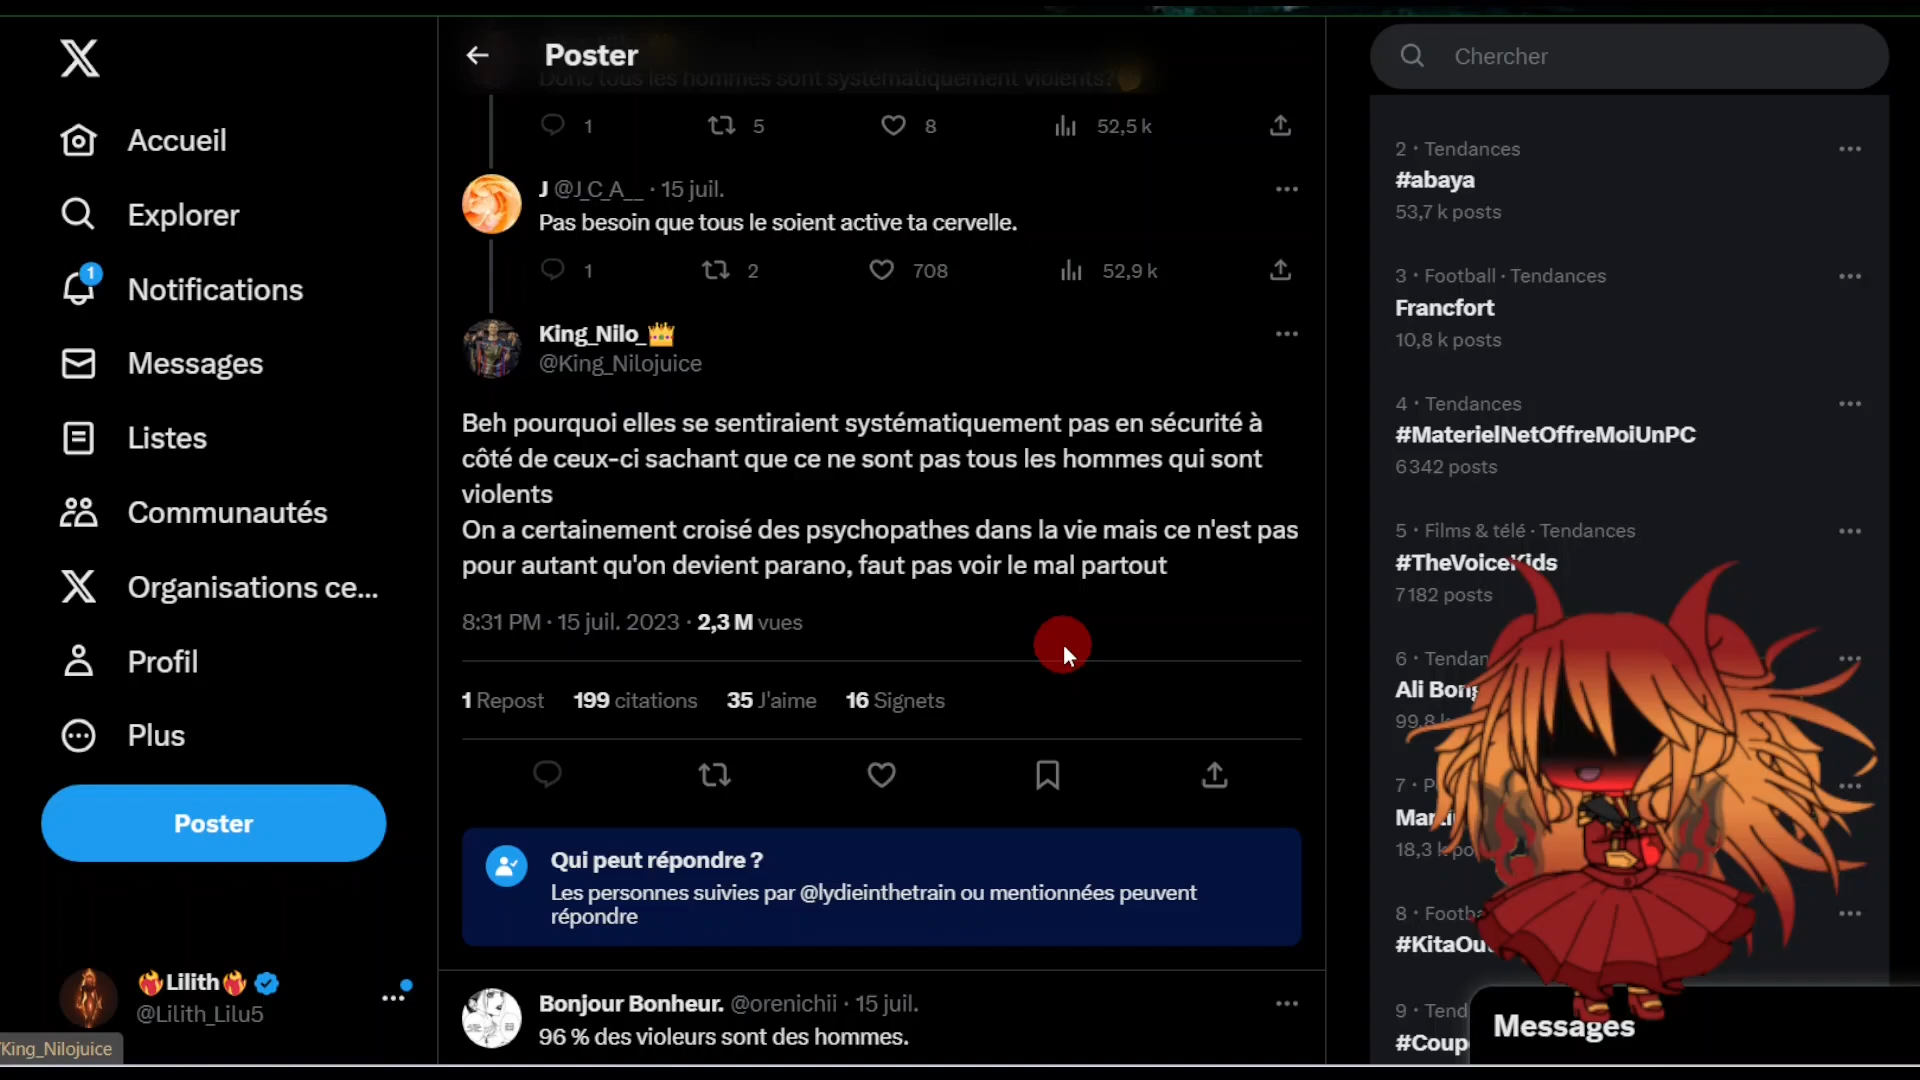 Accueil
Explorer
1
Notifications
Messages
Listes
Communautés
Organisations ce...
Profil
Plus
Poster
Lilith
@Lilith_Lilu5
King_Nilojuice
Poster
Donc tous les hommes sont systématiquement violents?
1 5 8 52,5 k
J @J_C_A__ · 15 juil.
Pas besoin que tous le soient active ta cervelle.
1 2 708 52,9 k
King_Nilo_
@King_Nilojuice
Beh pourquoi elles se sentiraient systématiquement pas en sécurité à
côté de ceux-ci sachant que ce ne sont pas tous les hommes qui sont
violents
On a certainement croisé des psychopathes dans la vie mais ce n'est pas
pour autant qu'on devient parano, faut pas voir le mal partout
8:31 PM · 15 juil. 2023 · 2,3 M vues
1 Repost 199 citations 35 J'aime 16 Signets
Qui peut répondre ?
Les personnes suivies par @lydieinthetrain ou mentionnées peuvent
répondre
Bonjour Bonheur. @orenichii · 15 juil.
96 % des violeurs sont des hommes.
Chercher
2 · Tendances
#abaya
53,7 k posts
3 · Football · Tendances
Francfort
10,8 k posts
4 · Tendances
#MaterielNetOffreMoiUnPC
6 342 posts
5 · Films & télé · Tendances
#TheVoiceKids
7 182 posts
6 · Tendan
Ali Bong
99,8 k
7 · P
Marti
18,3 k po
8 · Footba
#KitaOu
9 · Tend
#Coup
Messages